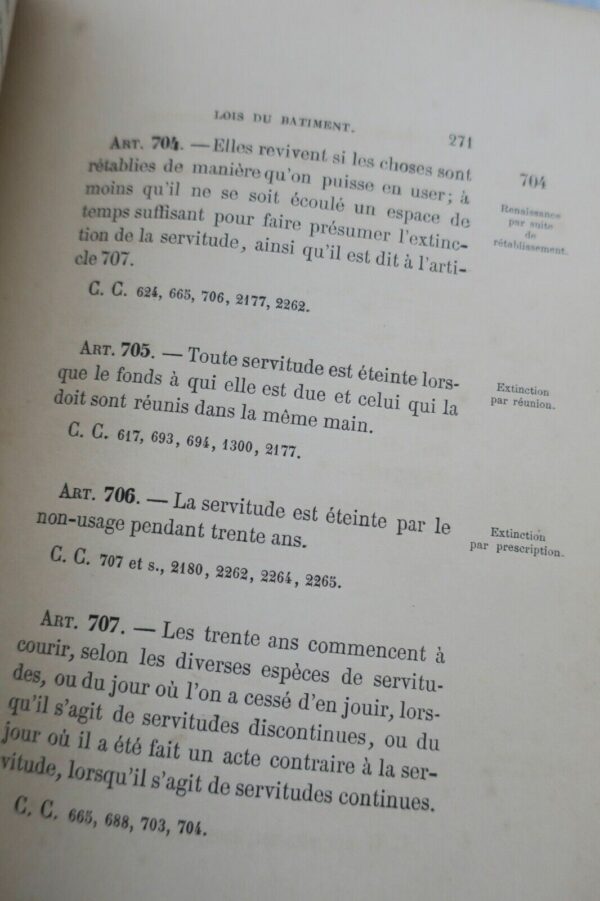 LOIS DU BATIMENT.
271
ART. 704. — Elles revivent si les choses sont
rétablies de manière qu'on puisse en user; à
moins qu'il ne se soit écoulé un espace de
temps suffisant pour faire présumer l'extinc-
tion de la servitude, ainsi qu'il est dit à l'arti-
cle 707.
704
Renaissance
par suite
de
rétablissement.
C. C. 624, 665, 706, 2177, 2262.
ART. 705. — Toute servitude est éteinte lors-
que le fonds à qui elle est due et celui qui la
doit sont réunis dans la même main.
Extinction
par réunion.
C. C. 617, 693, 694, 1300, 2177.
ART. 706. — La servitude est éteinte par le
non-usage pendant trente ans.
Extinction
par prescription.
C. C. 707 et s., 2180, 2262, 2264, 2265.
ART. 707. — Les trente ans commencent à
courir, selon les diverses espèces de servitu-
des, ou du jour où l'on a cessé d'en jouir, lors-
qu'il s'agit de servitudes discontinues, ou du
jour où il a été fait un acte contraire à la ser-
vitude, lorsqu'il s'agit de servitudes continues.
C. C. 665, 688, 703, 704.